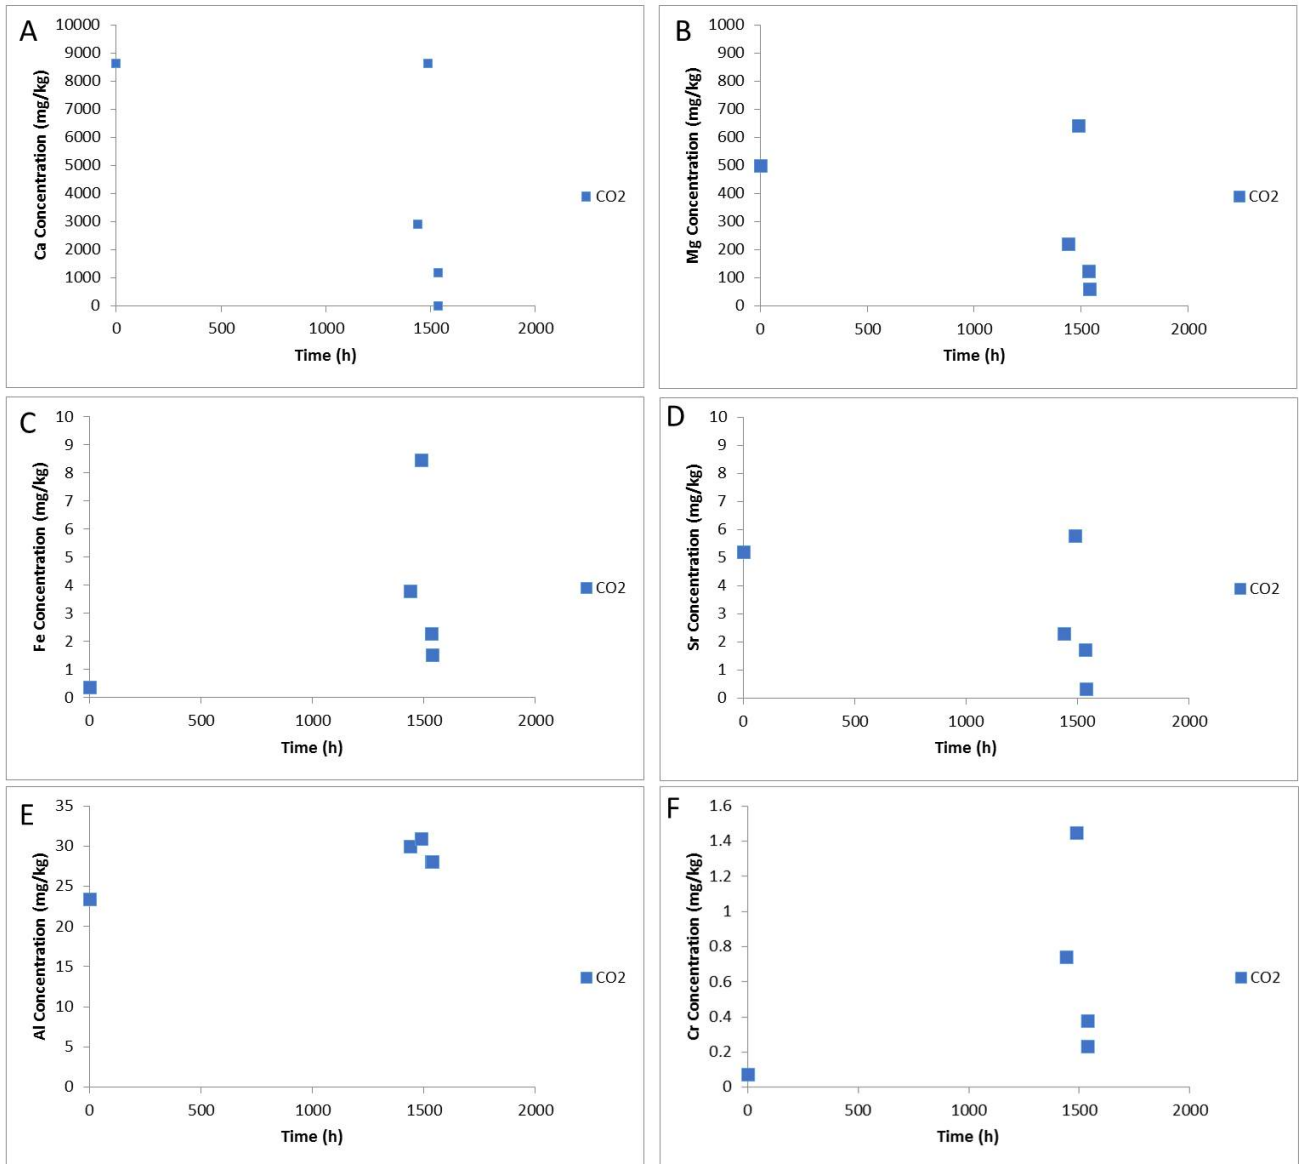 A
10000
9000
8000
7000
6000
5000
4000
3000
2000
1000
0
Ca Concentration (mg/kg)
0 500 1000 1500 2000
Time (h)
CO2
B
1000
900
800
700
600
500
400
300
200
100
0
Mg Concentration (mg/kg)
0 500 1000 1500 2000
Time (h)
CO2
C
10
9
8
7
6
5
4
3
2
1
0
Fe Concentration (mg/kg)
0 500 1000 1500 2000
Time (h)
CO2
D
10
9
8
7
6
5
4
3
2
1
0
Sr Concentration (mg/kg)
0 500 1000 1500 2000
Time (h)
CO2
E
35
30
25
20
15
10
5
0
Al Concentration (mg/kg)
0 500 1000 1500 2000
Time (h)
CO2
F
1.6
1.4
1.2
1
0.8
0.6
0.4
0.2
0
Cr Concentration (mg/kg)
0 500 1000 1500 2000
Time (h)
CO2